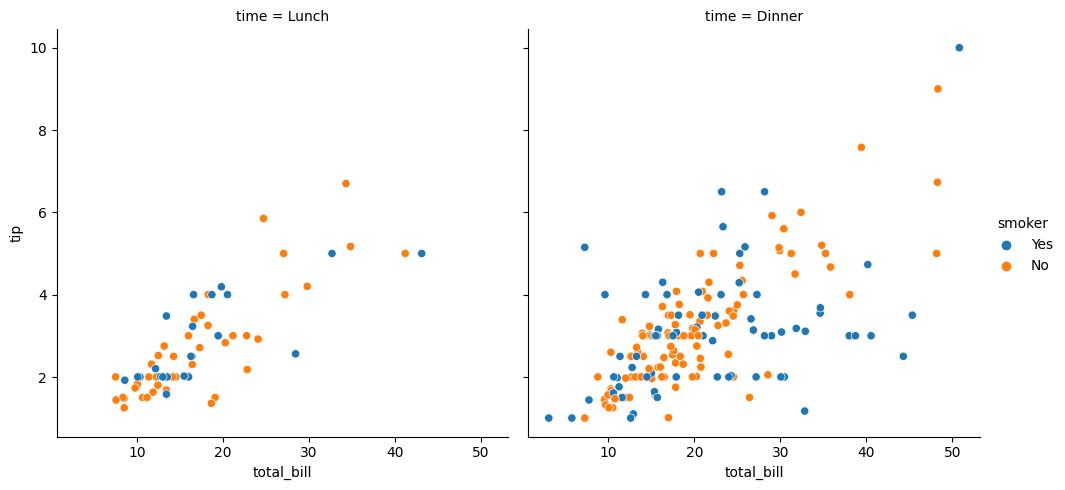 time = Lunch
time = Dinner
10
8
6
4
2
tip
10 20 30 40 50
total_bill
10 20 30 40 50
total_bill
smoker
Yes
No